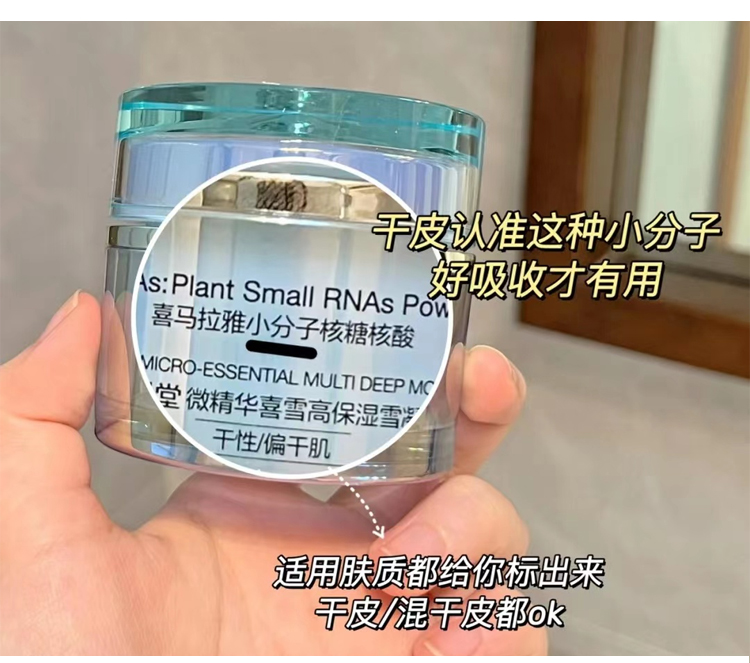 干皮认准这种小分子
好吸收才有用
As:Plant Small RNAs Pow
喜马拉雅小分子核糖核酸
MICRO-ESSENTIAL MULTI DEEP MO
堂 微精华喜雪高保湿雪凝
干性/偏干肌
适用肤质都给你标出来
干皮/混干皮都ok